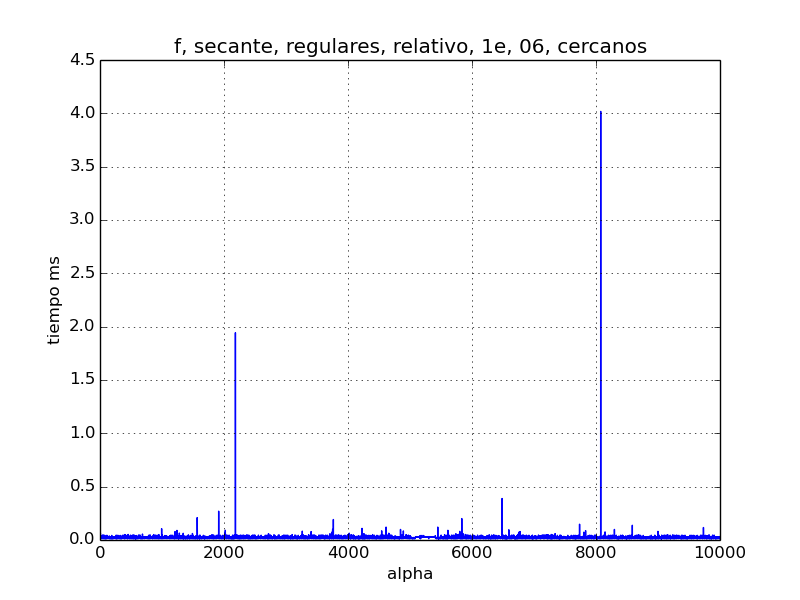 f, secante, regulares, relativo, 1e, 06, cercanos
4.5
4.0
3.5
3.0
2.5
2.0
1.5
1.0
0.5
0.0
tiempo ms
0 2000 4000 6000 8000 10000
alpha